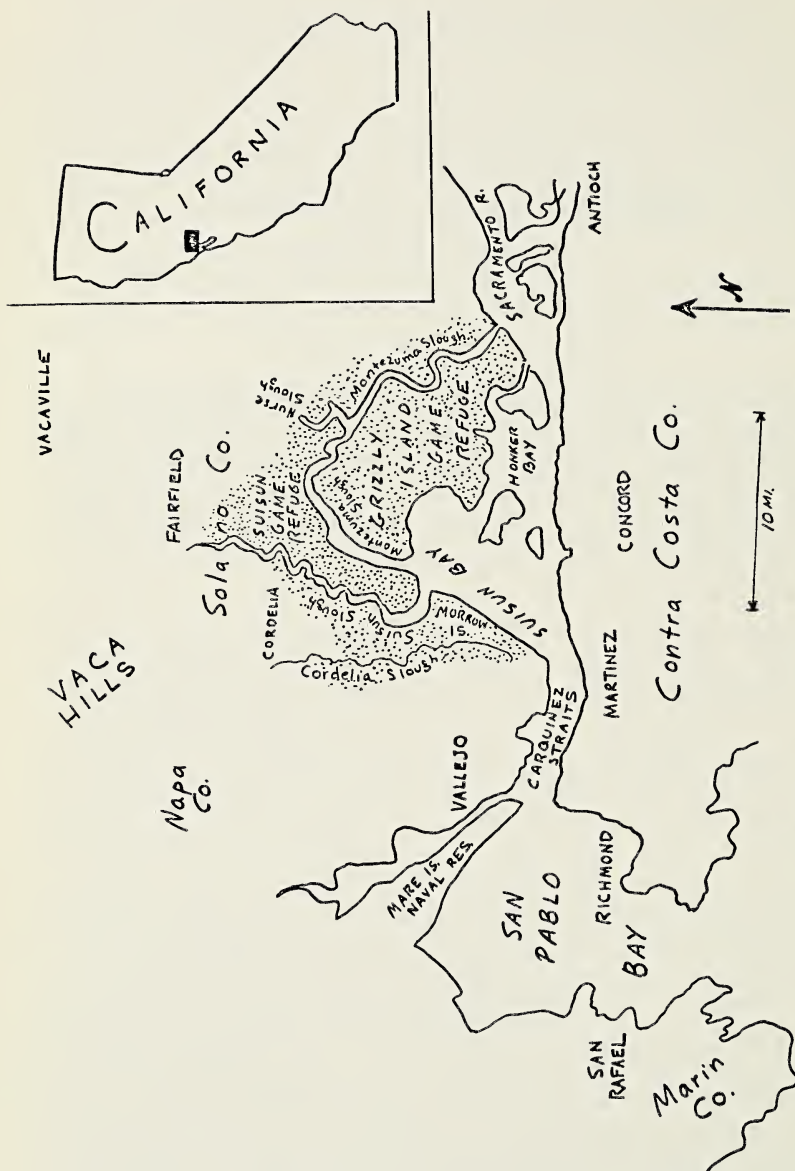 CALIFORNIA
VACAVILLE
FAIRFIELD
Solano Co.
VACA
HILLS
Napa
Co.
CORDELIA
SUISUN
GAME
REFUGE
Nurse
Slough
Montezuma Slough
Montezuma
Slough
GRIZZLY
ISLAND
GAME
REFUGE
Suisun Slough
Cordelia Slough
MORROW
IS.
SUISUN BAY
HONKER
BAY
SACRAMENTO R.
ANTIOCH
VALLEJO
MARE IS.
NAVAL RES.
CARQUINEZ
STRAITS
MARTINEZ
CONCORD
Contra Costa Co.
SAN
PABLO
BAY
RICHMOND
SAN
RAFAEL
Marin
Co.
10 MI.
N